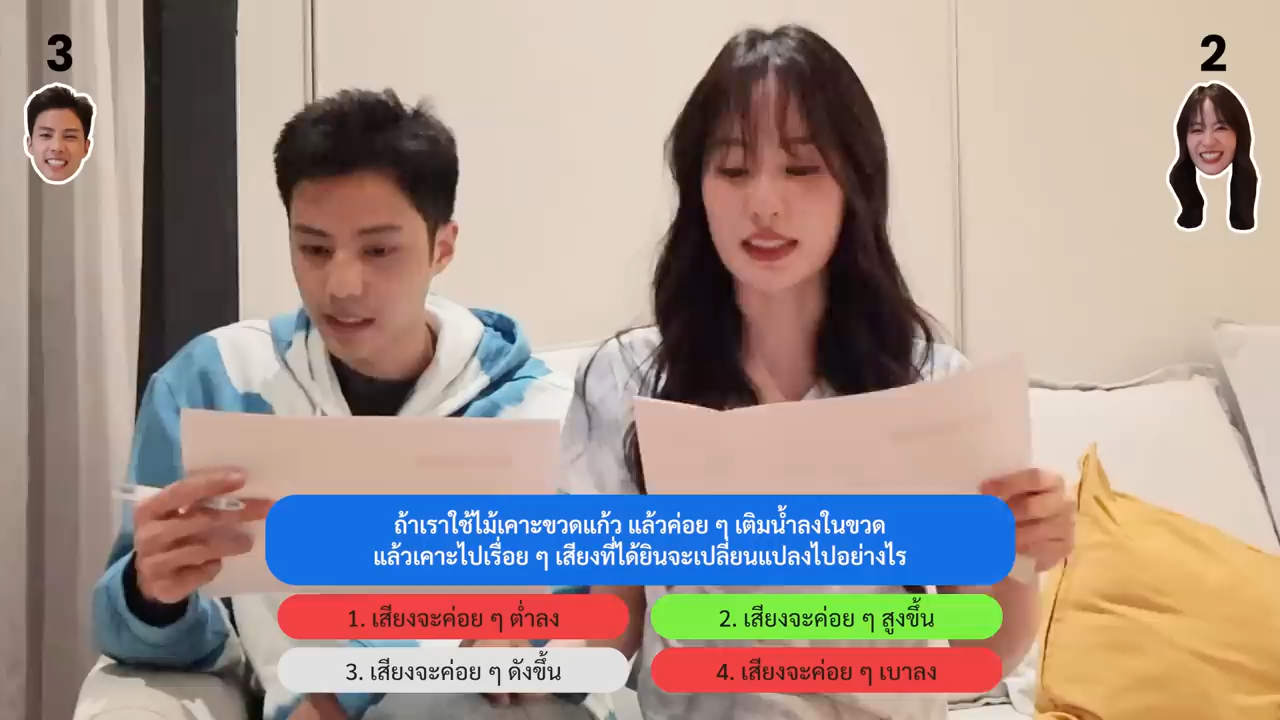 3
2
ถ้าเราใช้ไม้เคาะขวดแก้ว แล้วค่อย ๆ เติมน้ำลงในขวด
แล้วเคาะไปเรื่อย ๆ เสียงที่ได้ยินจะเปลี่ยนแปลงไปอย่างไร
1. เสียงจะค่อย ๆ ต่ำลง
2. เสียงจะค่อย ๆ สูงขึ้น
3. เสียงจะค่อย ๆ ดังขึ้น
4. เสียงจะค่อย ๆ เบาลง